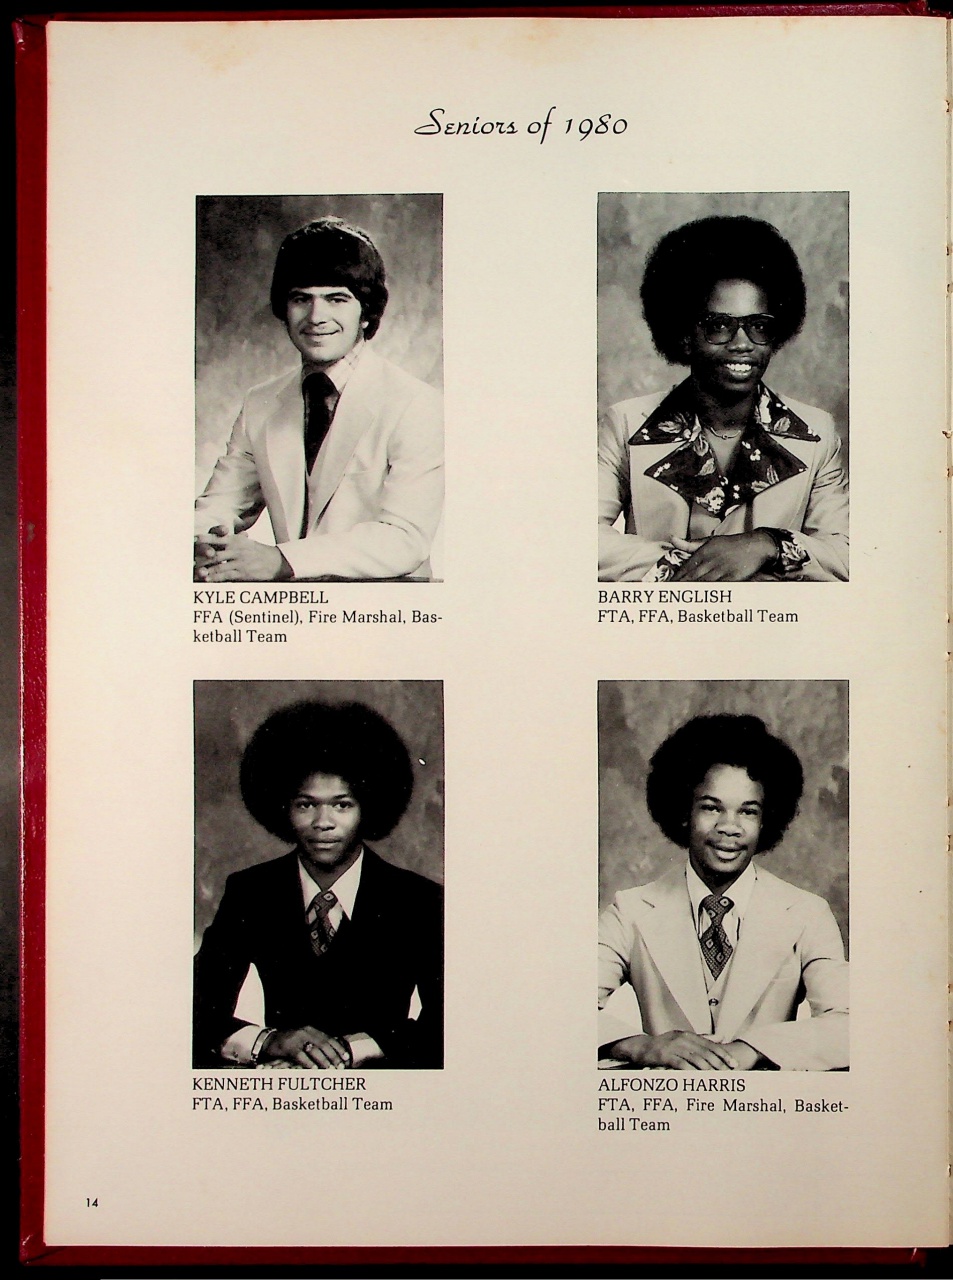 Seniors of 1980
KYLE CAMPBELL
FFA (Sentinel), Fire Marshal, Bas-
ketball Team
BARRY ENGLISH
FTA, FFA, Basketball Team
KENNETH FULTCHER
FTA, FFA, Basketball Team
ALFONZO HARRIS
FTA, FFA, Fire Marshal, Basket-
ball Team
14